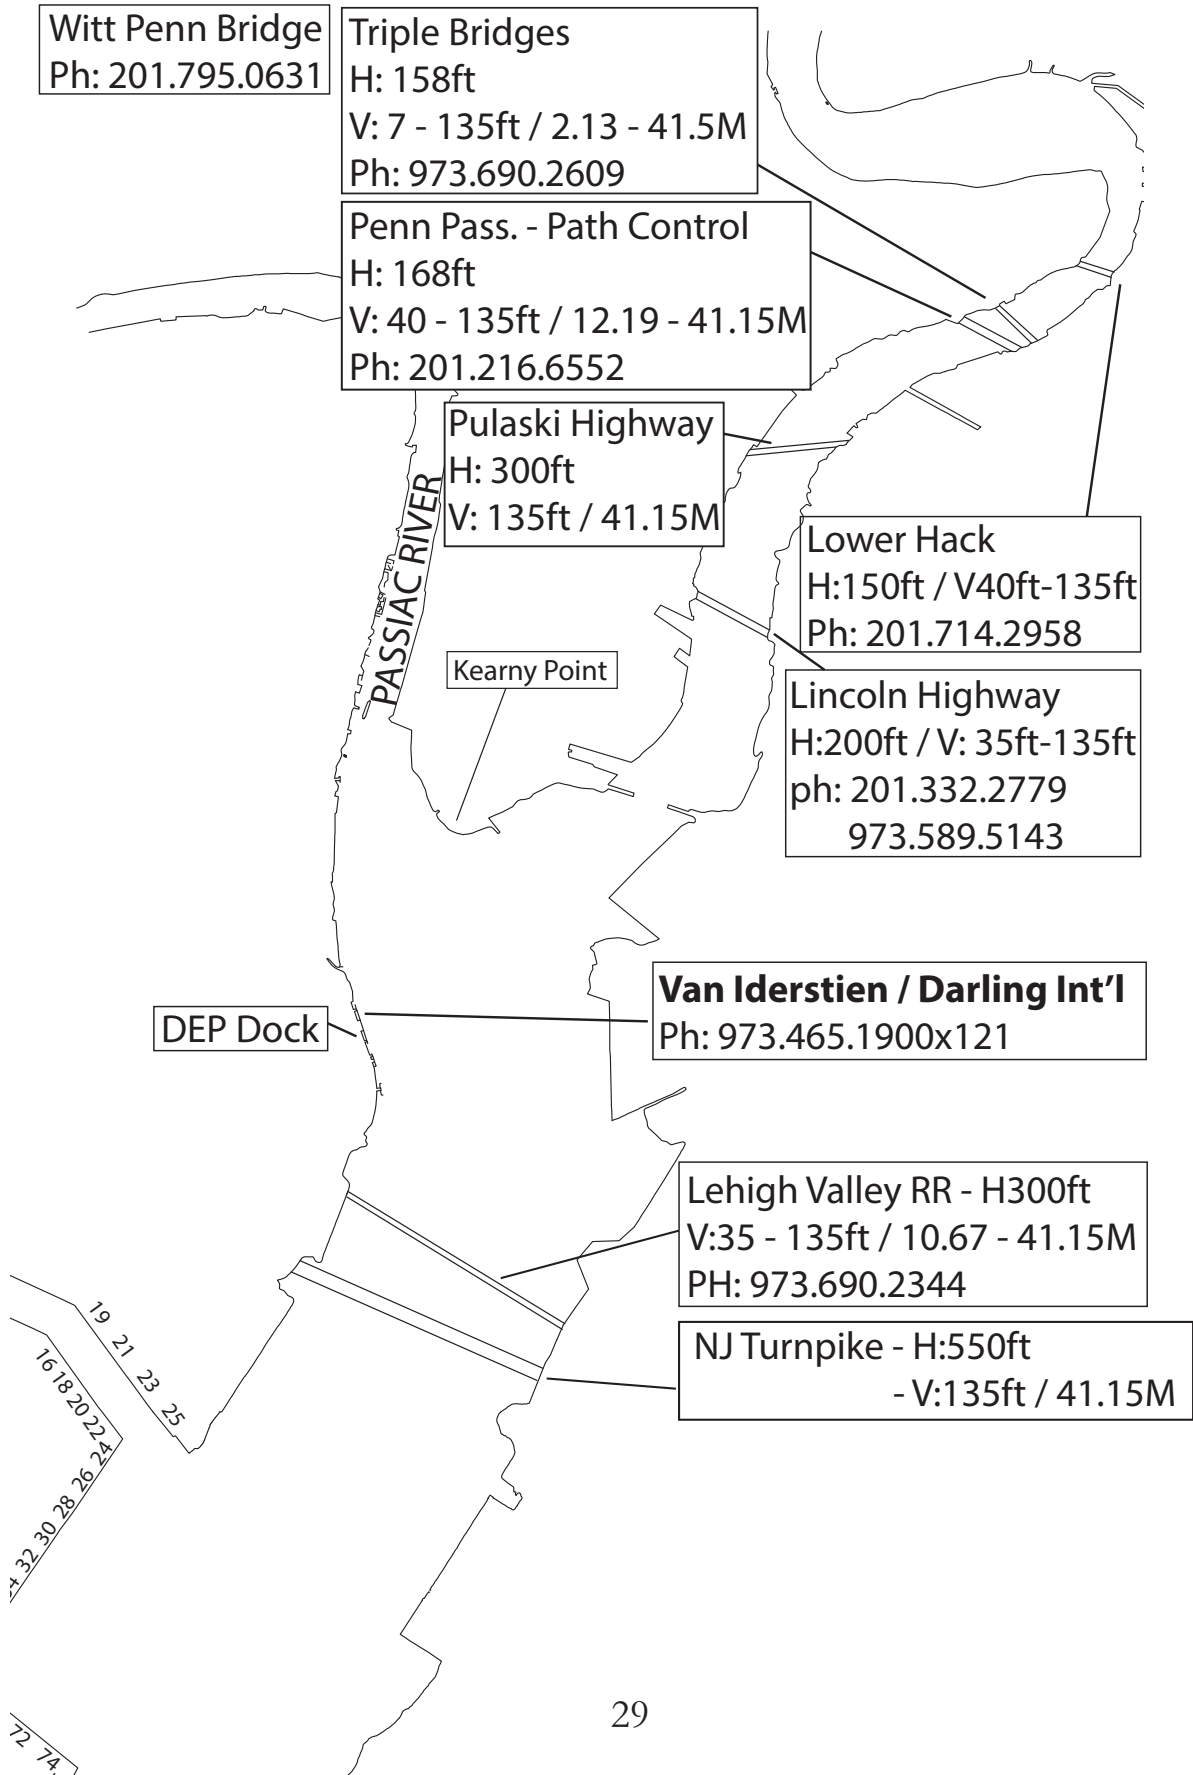 Witt Penn Bridge
Ph: 201.795.0631
Triple Bridges
H: 158ft
V: 7 - 135ft / 2.13 - 41.5M
Ph: 973.690.2609
Penn Pass. - Path Control
H: 168ft
V: 40 - 135ft / 12.19 - 41.15M
Ph: 201.216.6552
Pulaski Highway
H: 300ft
V: 135ft / 41.15M
PASSIAC RIVER
Lower Hack
H:150ft / V40ft-135ft
Ph: 201.714.2958
Kearny Point
Lincoln Highway
H:200ft / V: 35ft-135ft
ph: 201.332.2779
973.589.5143
Van Iderstien / Darling Int'l
Ph: 973.465.1900x121
DEP Dock
Lehigh Valley RR - H300ft
V:35 - 135ft / 10.67 - 41.15M
PH: 973.690.2344
NJ Turnpike - H:550ft
- V:135ft / 41.15M
19 21 23 25
16 18 20 22 24
26 28 30 32
72 74
29